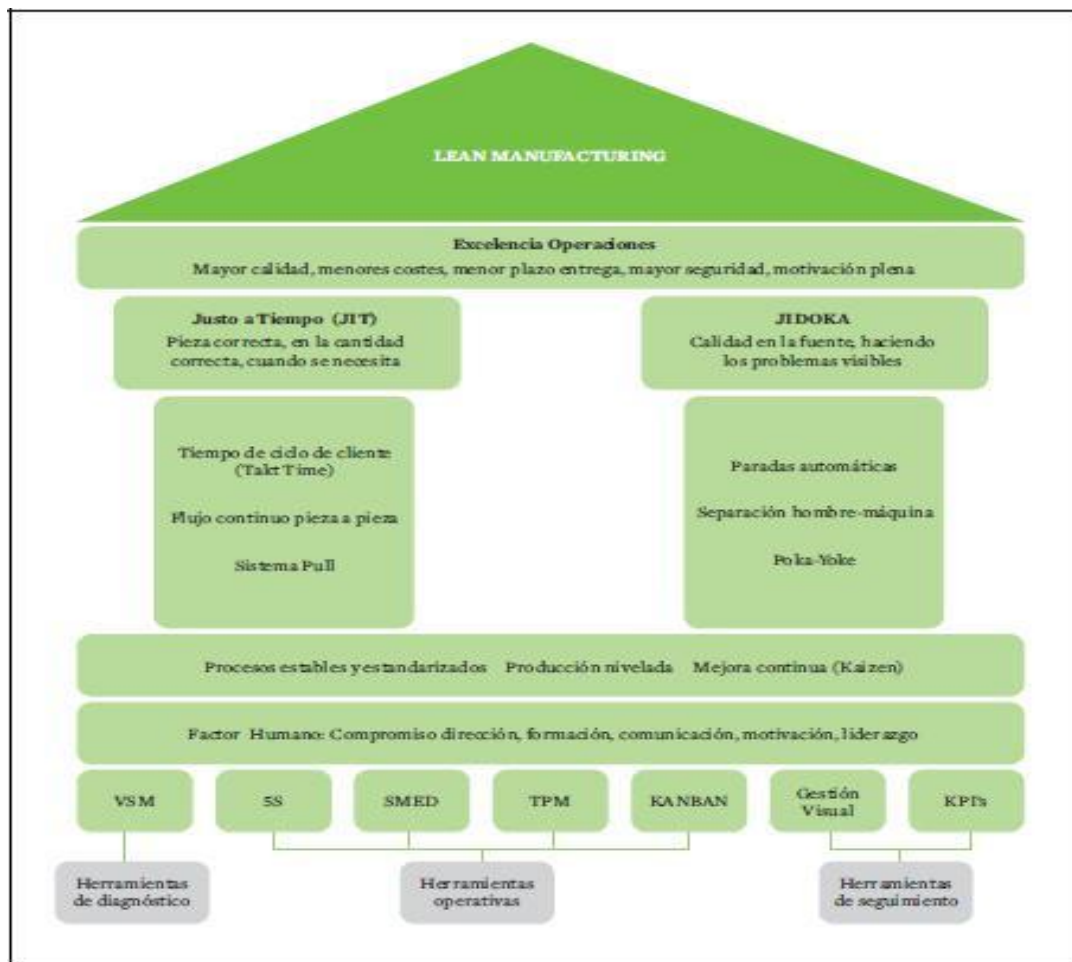 LEAN MANUFACTURING
Excelencia Operaciones
Mayor calidad, menores costes, menor plazo entrega, mayor seguridad, motivación plena
Justo a Tiempo (JIT)
Pieza correcta, en la cantidad
correcta, cuando se necesita
JIDOKA
Calidad en la fuente, haciendo
los problemas visibles
Tiempo de ciclo de cliente
(Takt Time)
Flujo continuo pieza a pieza
Sistema Pull
Paradas automáticas
Separación hombre-máquina
Poka-Yoke
Procesos estables y estandarizados Producción nivelada Mejora continua (Kaizen)
Factor Humano: Compromiso dirección, formación, comunicación, motivación, liderazgo
VSM
5S
SMED
TPM
KANBAN
Gestión
Visual
KPI's
Herramientas
de diagnóstico
Herramientas
operativas
Herramientas
de seguimiento